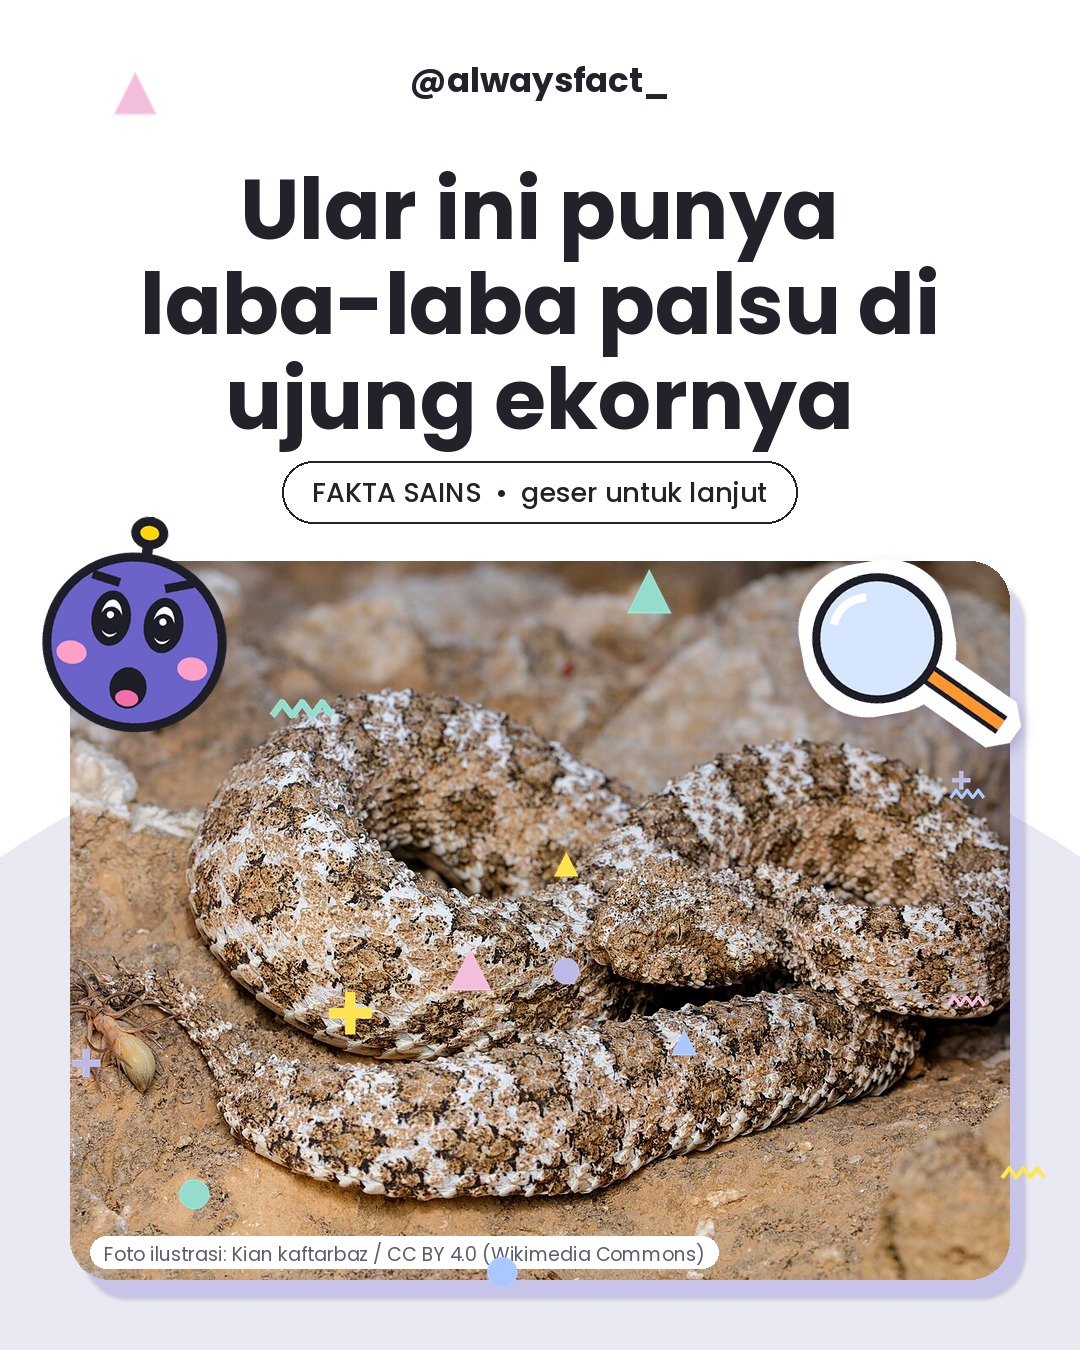 @alwaysfact_
Ular ini punya
laba-laba palsu di
ujung ekornya
FAKTA SAINS • geser untuk lanjut
Foto ilustrasi: Kian kaftarbaz / CC BY 4.0 (Wikimedia Commons)